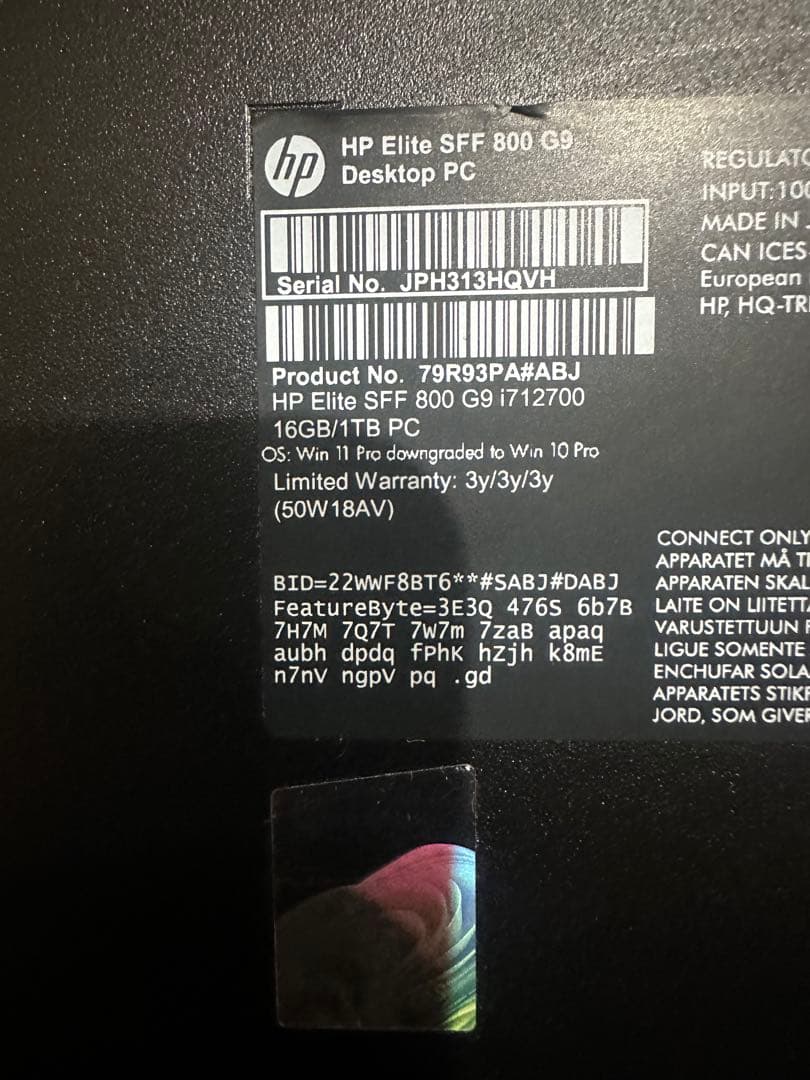 hp
HP Elite SFF 800 G9
Desktop PC
Serial No. JPH313HQVH
Product No. 79R93PA#ABJ
HP Elite SFF 800 G9 i712700
16GB/1TB PC
OS: Win 11 Pro downgraded to Win 10 Pro
Limited Warranty: 3y/3y/3y
(50W18AV)
BID=22WWF8BT6**#SABJ#DABJ
FeatureByte=3E3Q 476S 6b7B
7H7M 7Q7T 7W7m 7zaB apaq
aubh dpdq fPhK hZjh k8mE
n7nV ngpV pq .gd
REGULATO
INPUT:100
MADE IN
CAN ICES-
European
HP, HQ-TRE
CONNECT ONLY
APPARATET MÅ TI
APPARATEN SKAL
LAITE ON LIITETTA
VARUSTETTUUN
LIGUE SOMENTE
ENCHUFAR SOLA
APPARATETS STIK
JORD, SOM GIVER